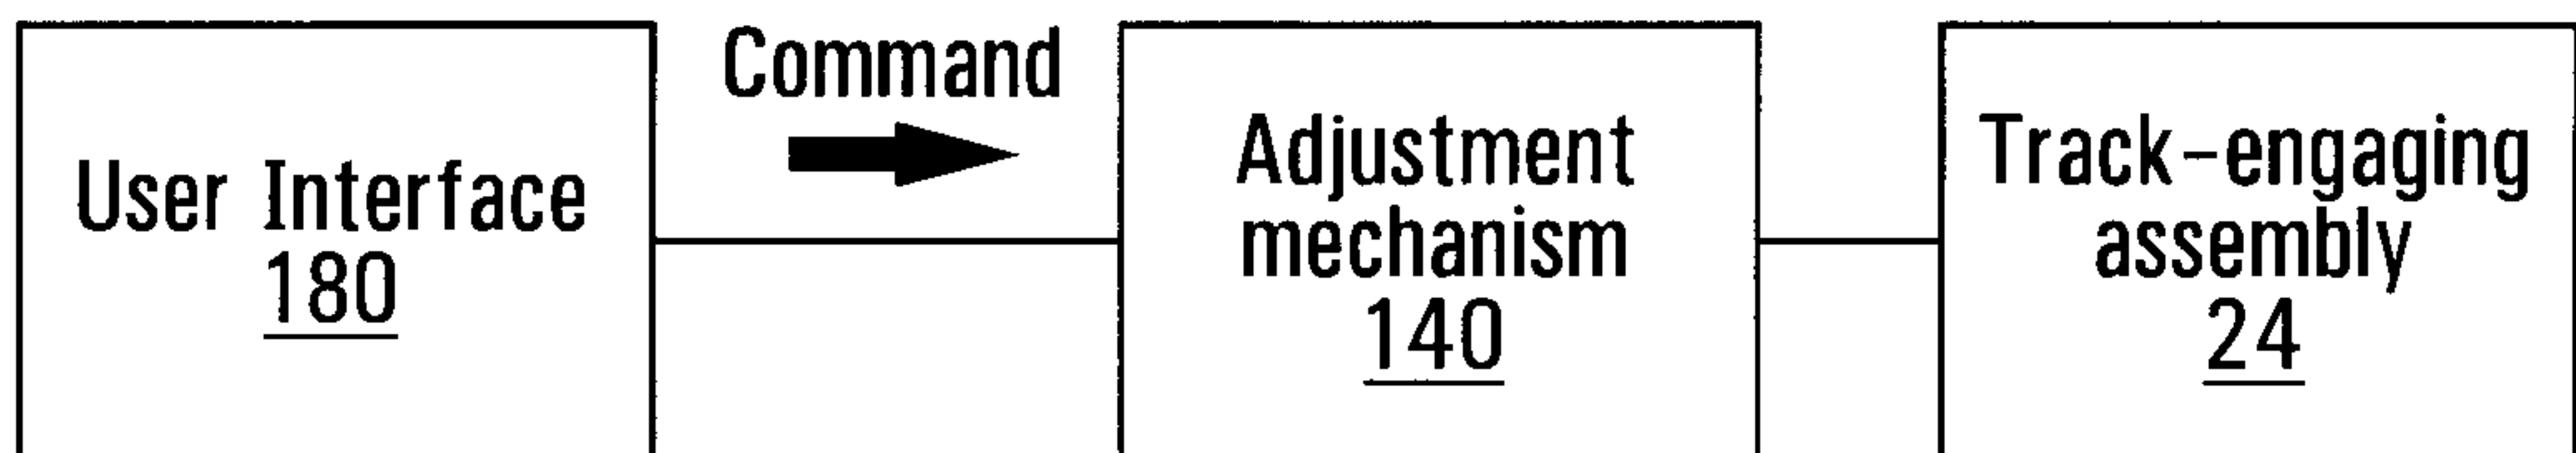 User Interface
180
Command
Adjustment
mechanism
140
Track-engaging
assembly
24